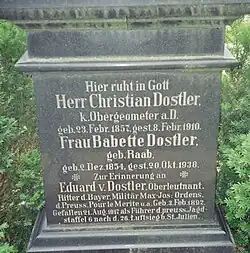 Hier ruht in Gott
Herr Christian Dostler,
k. Obergeometer a.D.
geb. 23. Febr. 1857, gest. 8. Febr. 1910.
Frau Babette Dostler,
geb. Raab,
geb. 9. Dez. 1854, gest. 20. Okt. 1938.
Zur Erinnerung an
Eduard v. Dostler, Oberleutnant,
Ritter d. Bayer. Militär Max-Jos.-Ordens,
d. Preuss. Pour le Merite u.a. Geb. 3. Feb. 1892.
Gefallen 21. Aug. 1917 als Führer d. preuss. Jagd-
staffel 6 nach d. 26. Luftsieg b. St. Julien.